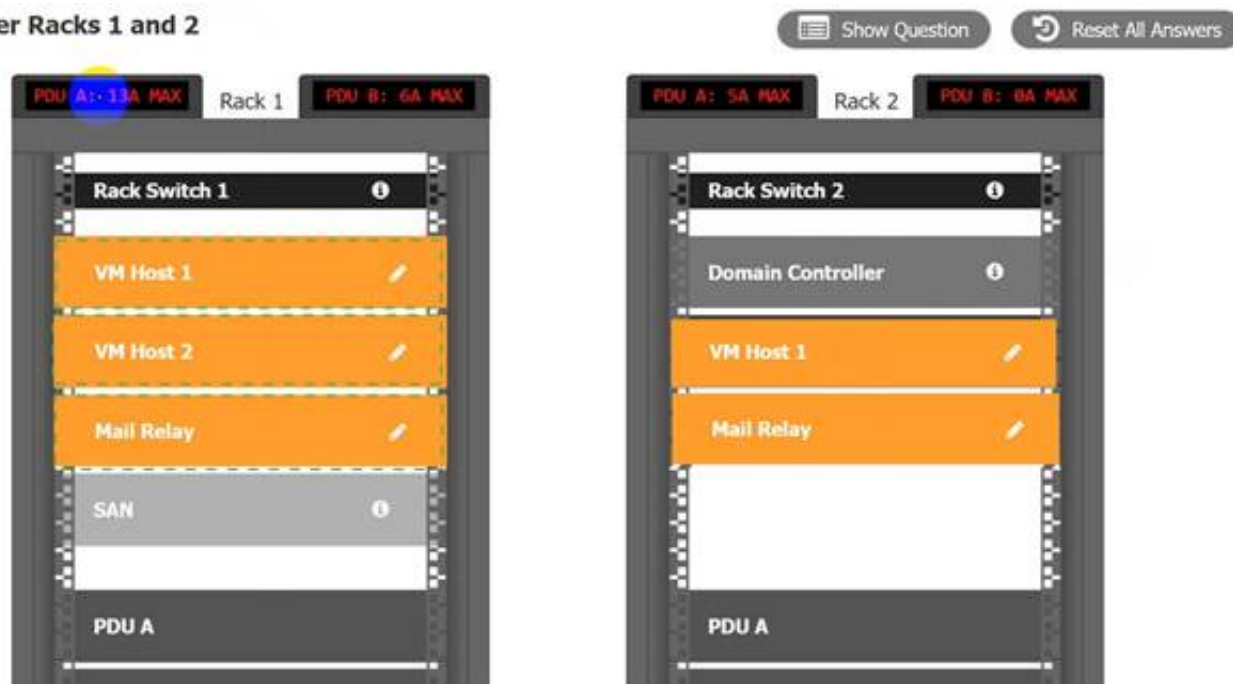 er Racks 1 and 2
Show Question
Reset All Answers
PDU A: 13A MAX
Rack 1
PDU B: 6A MAX
Rack Switch 1
VM Host 1
VM Host 2
Mail Relay
SAN
PDU A
PDU A: 5A MAX
Rack 2
PDU B: 0A MAX
Rack Switch 2
Domain Controller
VM Host 1
Mail Relay
PDU A